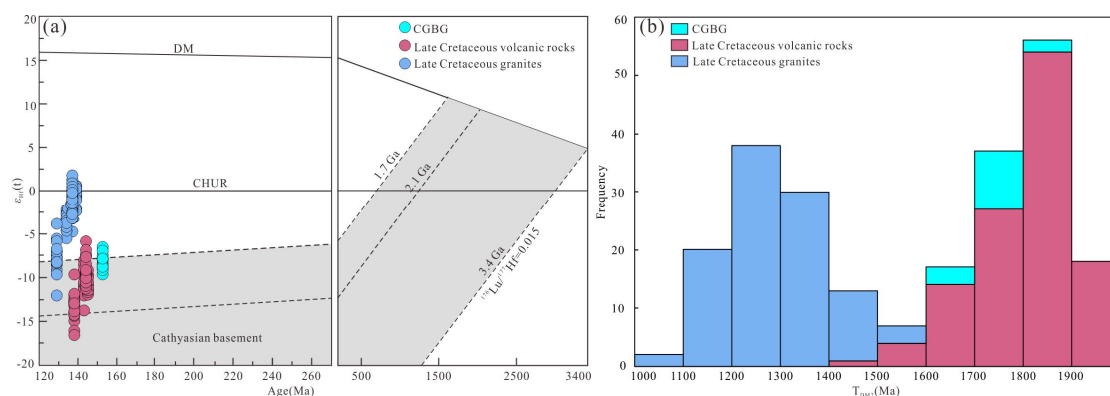 (a)
CGBG
Late Cretaceous volcanic rocks
Late Cretaceous granites
DM
CHUR
Cathyasian basement
1.7 Ga
2.1 Ga
3.4 Ga
¹⁷⁶Lu/¹⁷⁷Hf=0.015
εHf(t)
20
15
10
5
0
-5
-10
-15
-20
120 140 160 180 200 220 240 260
Age(Ma)
500 1500 2500 3400
(b)
CGBG
Late Cretaceous volcanic rocks
Late Cretaceous granites
Frequency
60
50
40
30
20
10
0
1000 1100 1200 1300 1400 1500 1600 1700 1800 1900
TDM2(Ma)